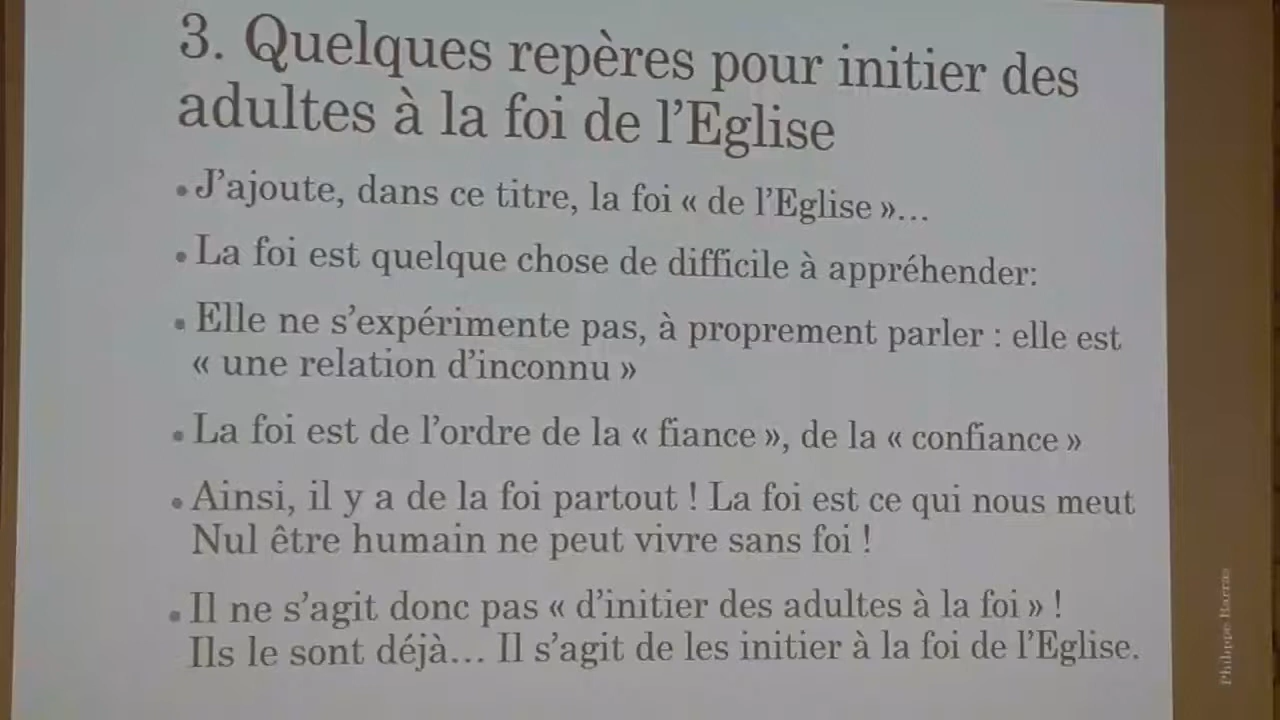 3. Quelques repères pour initier des
adultes à la foi de l'Eglise
• J'ajoute, dans ce titre, la foi « de l'Eglise »...
• La foi est quelque chose de difficile à appréhender:
• Elle ne s'expérimente pas, à proprement parler : elle est
« une relation d'inconnu »
• La foi est de l'ordre de la « fiance », de la « confiance »
• Ainsi, il y a de la foi partout ! La foi est ce qui nous meut
Nul être humain ne peut vivre sans foi !
• Il ne s'agit donc pas « d'initier des adultes à la foi » !
Ils le sont déjà... Il s'agit de les initier à la foi de l'Eglise.
Philippe Barras